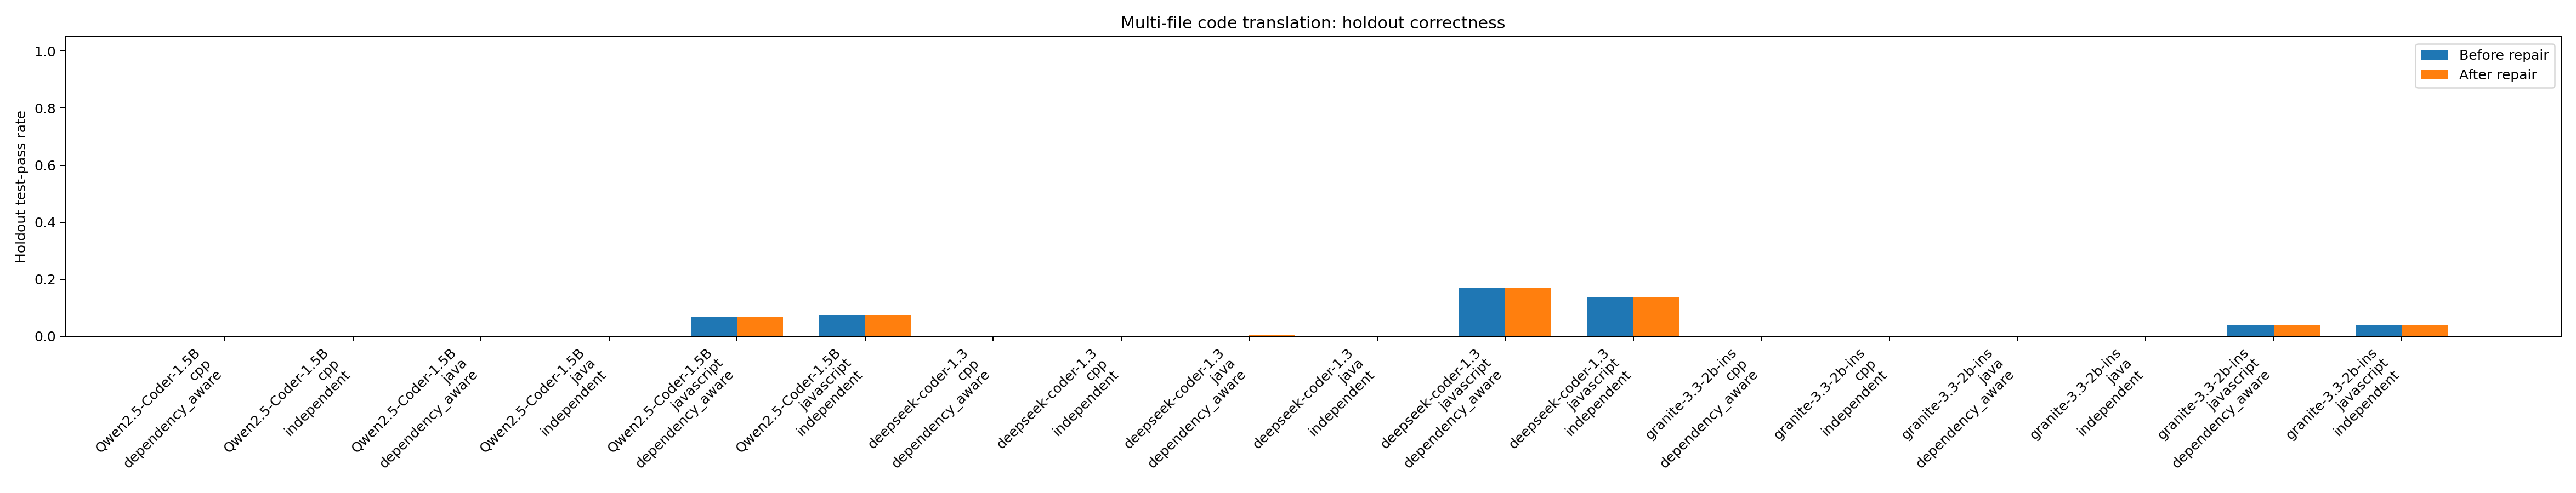 Multi-file code translation: holdout correctness
Holdout test-pass rate
1.0
0.8
0.6
0.4
0.2
0.0
Before repair
After repair
Qwen2.5-Coder-1.5B
cpp
dependency_aware
Qwen2.5-Coder-1.5B
cpp
independent
Qwen2.5-Coder-1.5B
java
dependency_aware
Qwen2.5-Coder-1.5B
java
independent
Qwen2.5-Coder-1.5B
javascript
dependency_aware
Qwen2.5-Coder-1.5B
javascript
independent
deepseek-coder-1.3
cpp
dependency_aware
deepseek-coder-1.3
cpp
independent
deepseek-coder-1.3
java
dependency_aware
deepseek-coder-1.3
java
independent
deepseek-coder-1.3
javascript
dependency_aware
deepseek-coder-1.3
javascript
independent
granite-3.3-2b-ins
cpp
dependency_aware
granite-3.3-2b-ins
cpp
independent
granite-3.3-2b-ins
java
dependency_aware
granite-3.3-2b-ins
java
independent
granite-3.3-2b-ins
javascript
dependency_aware
granite-3.3-2b-ins
javascript
independent